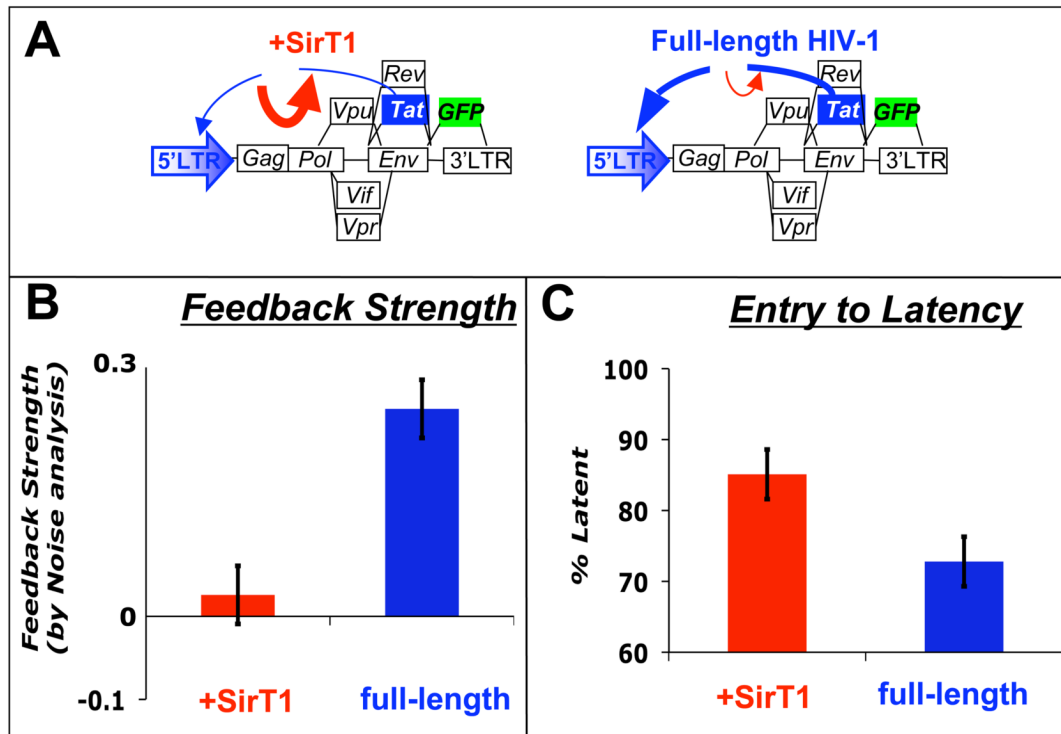 A
+SirT1
Rev
Vpu
Tat
GFP
5'LTR
Gag
Pol
Env
3'LTR
Vif
Vpr
Full-length HIV-1
Rev
Vpu
Tat
GFP
5'LTR
Gag
Pol
Env
3'LTR
Vif
Vpr
B
Feedback Strength
Feedback Strength
(by Noise analysis)
0.3
0
-0.1
+SirT1
full-length
C
Entry to Latency
% Latent
100
90
80
70
60
+SirT1
full-length